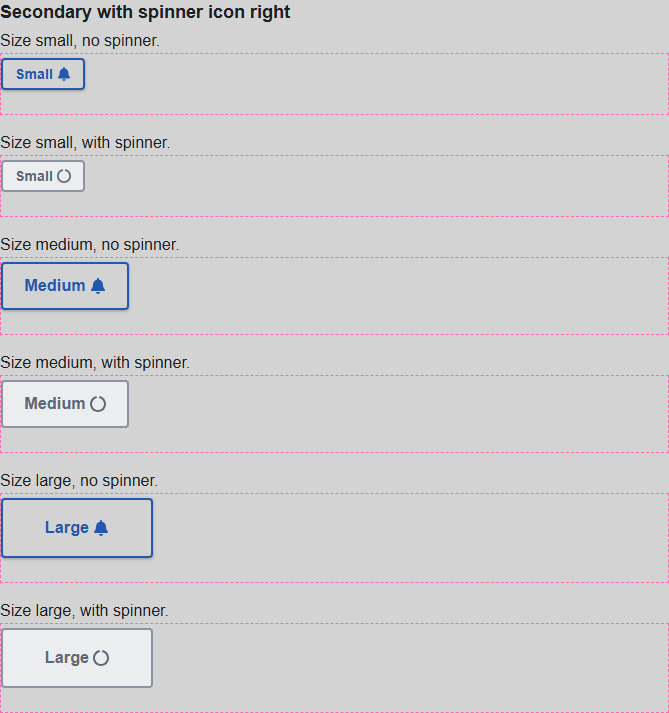 Secondary with spinner icon right
Size small, no spinner.
Small
Size small, with spinner.
Small
Size medium, no spinner.
Medium
Size medium, with spinner.
Medium
Size large, no spinner.
Large
Size large, with spinner.
Large